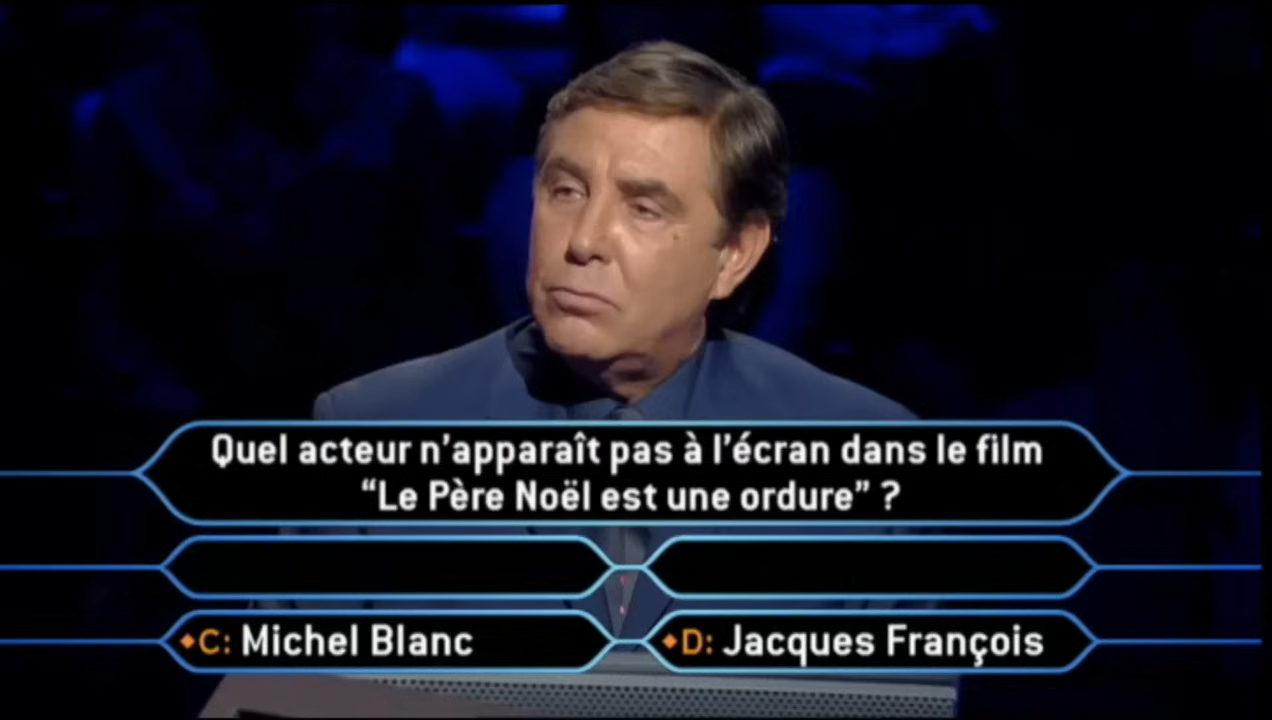 Quel acteur n'apparaît pas à l'écran dans le film
“Le Père Noël est une ordure” ?
C: Michel Blanc
D: Jacques François